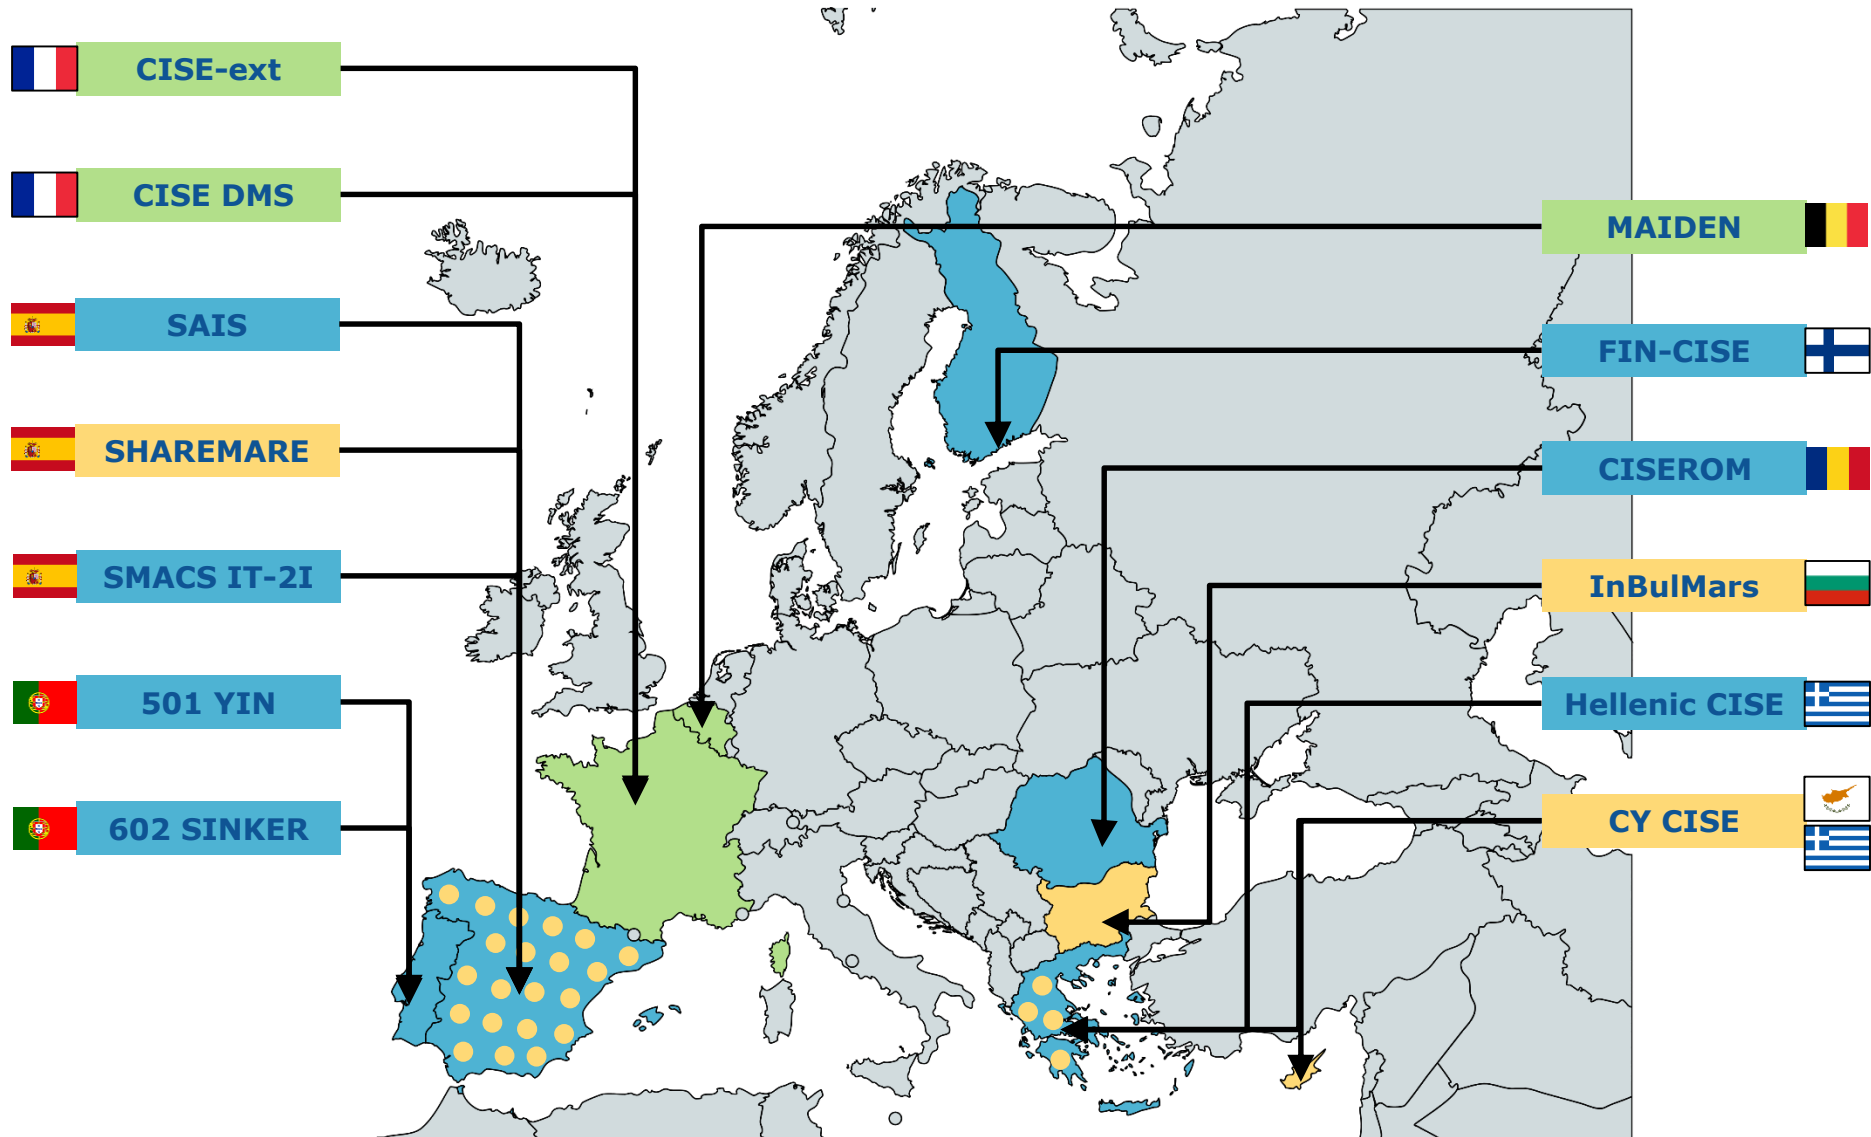 CISE-ext
CISE DMS
SAIS
SHAREMARE
SMACS IT-2I
501 YIN
602 SINKER
MAIDEN
FIN-CISE
CISEROM
InBulMars
Hellenic CISE
CY CISE